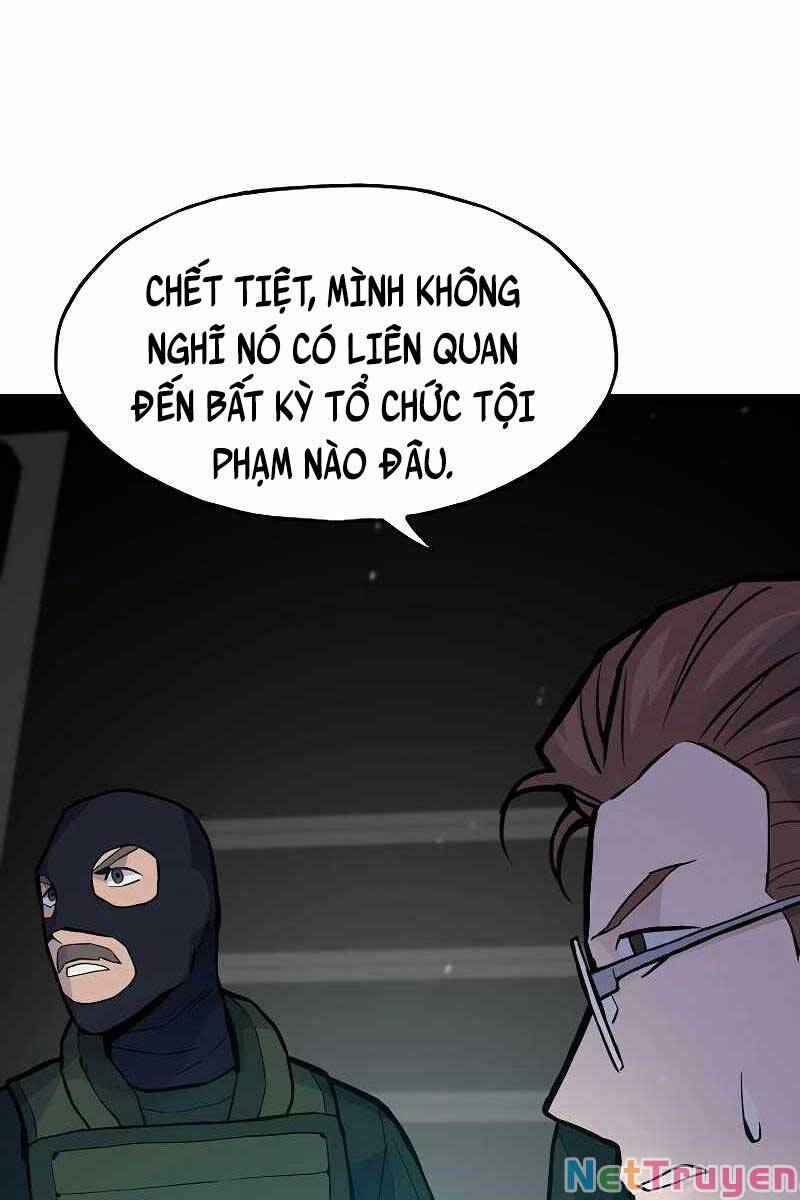 CHẾT TIỆT, MÌNH KHÔNG
NGHĨ NÓ CÓ LIÊN QUAN
ĐẾN BẤT KỲ TỔ CHỨC TỘI
PHẠM NÀO ĐÂU.
NetTruyen